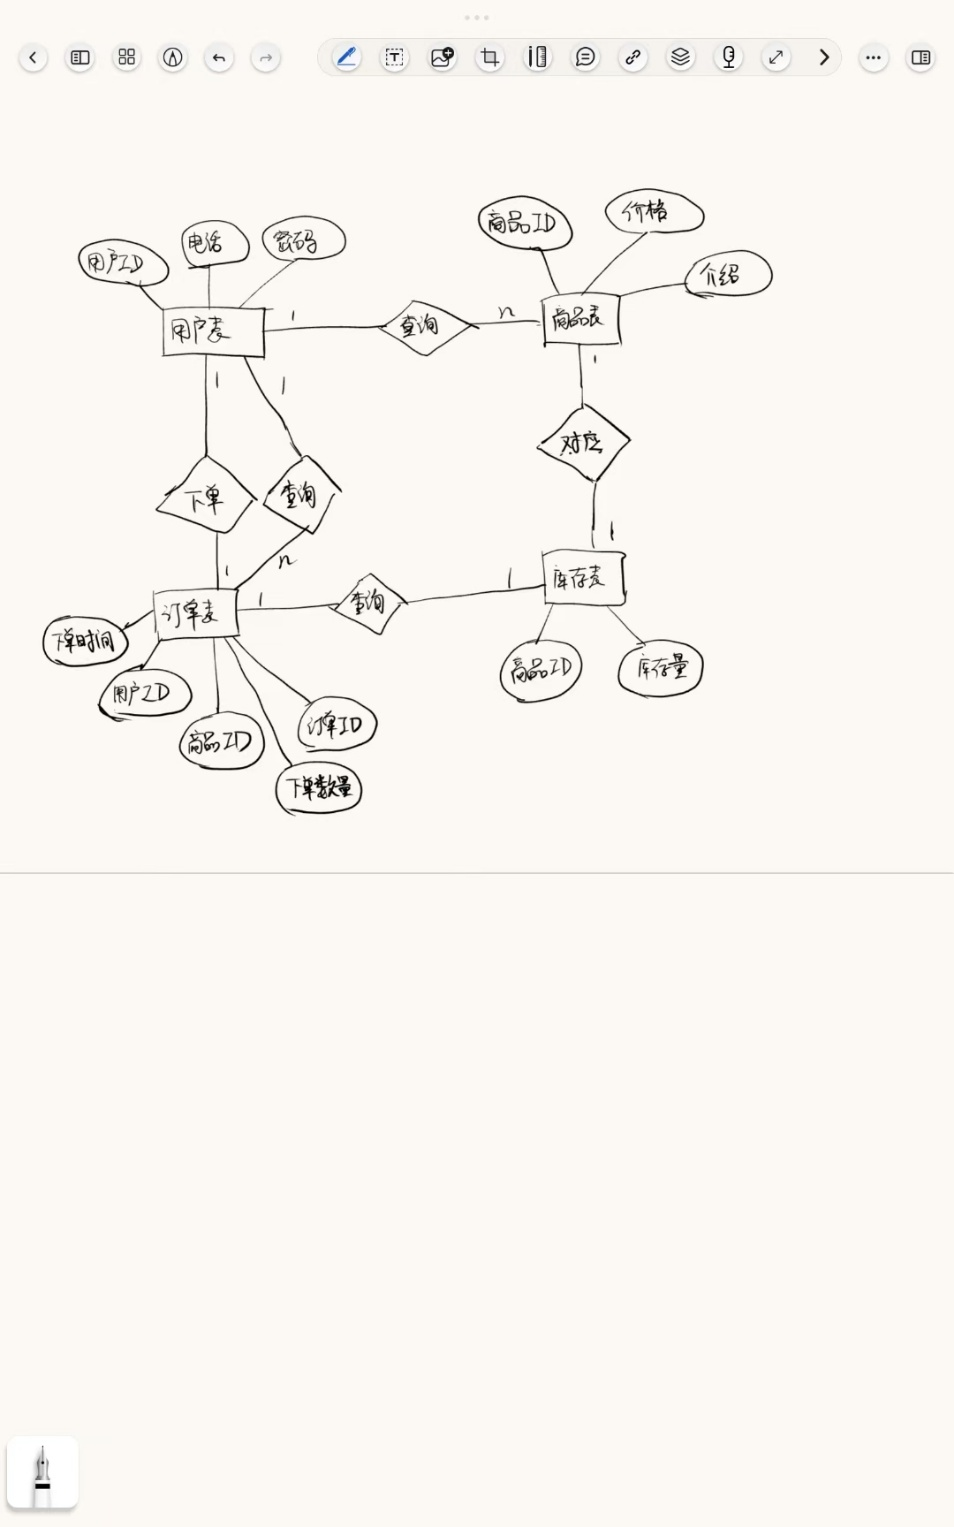 商品ID
价格
电话
密码
用户ID
介绍
用户表
1
查询
n
商品表
1
1
1
对应
下单
查询
1
n
1
库存表
1
查询
1
订单表
下单时间
用户ID
商品ID
订单ID
下单数量
商品ID
库存量